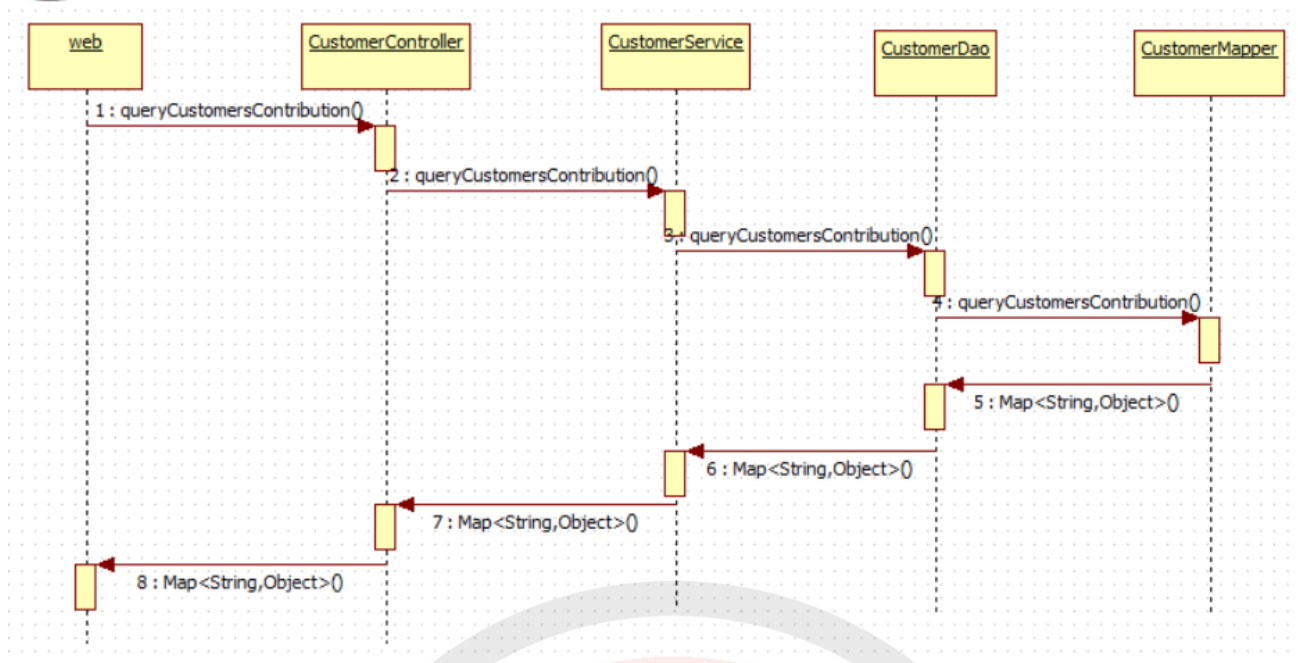 web
CustomerController
CustomerService
CustomerDao
CustomerMapper
1 : queryCustomersContribution()
2 : queryCustomersContribution()
3 : queryCustomersContribution()
4 : queryCustomersContribution()
5 : Map<String,Object>()
6 : Map<String,Object>()
7 : Map<String,Object>()
8 : Map<String,Object>()